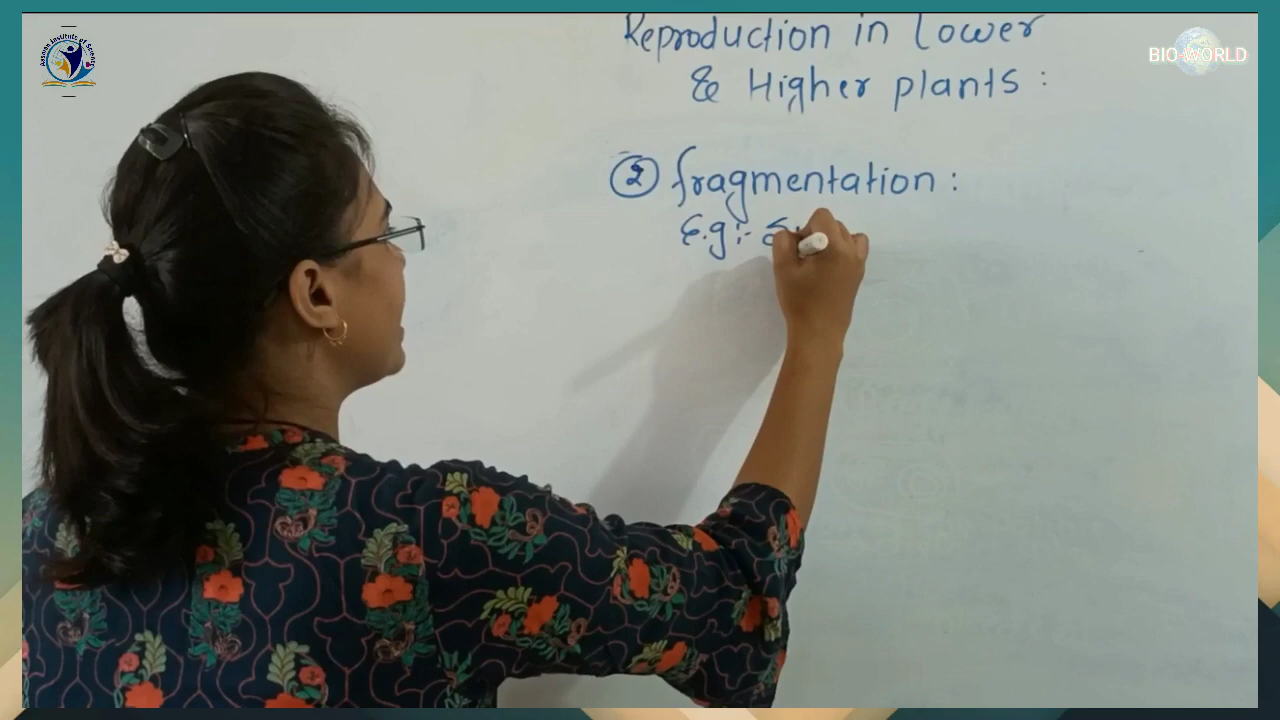 Reproduction in Lower
& Higher plants :
② fragmentation :
E.g :-
BIO-WORLD